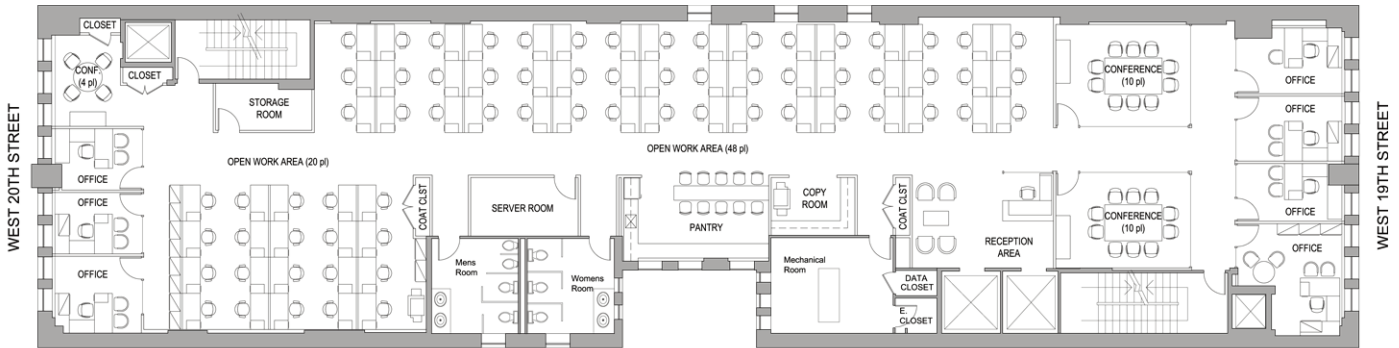 WEST 20TH STREET
CLOSET
CONF.
(4 pl)
CLOSET
STORAGE
ROOM
OFFICE
OFFICE
OFFICE
OPEN WORK AREA (20 pl)
COAT CLST
SERVER ROOM
Mens
Room
Womens
Room
OPEN WORK AREA (48 pl)
PANTRY
COPY
ROOM
COAT CLST
Mechanical
Room
DATA
CLOSET
E.
CLOSET
RECEPTION
AREA
CONFERENCE
(10 pl)
CONFERENCE
(10 pl)
OFFICE
OFFICE
OFFICE
OFFICE
WEST 19TH STREET